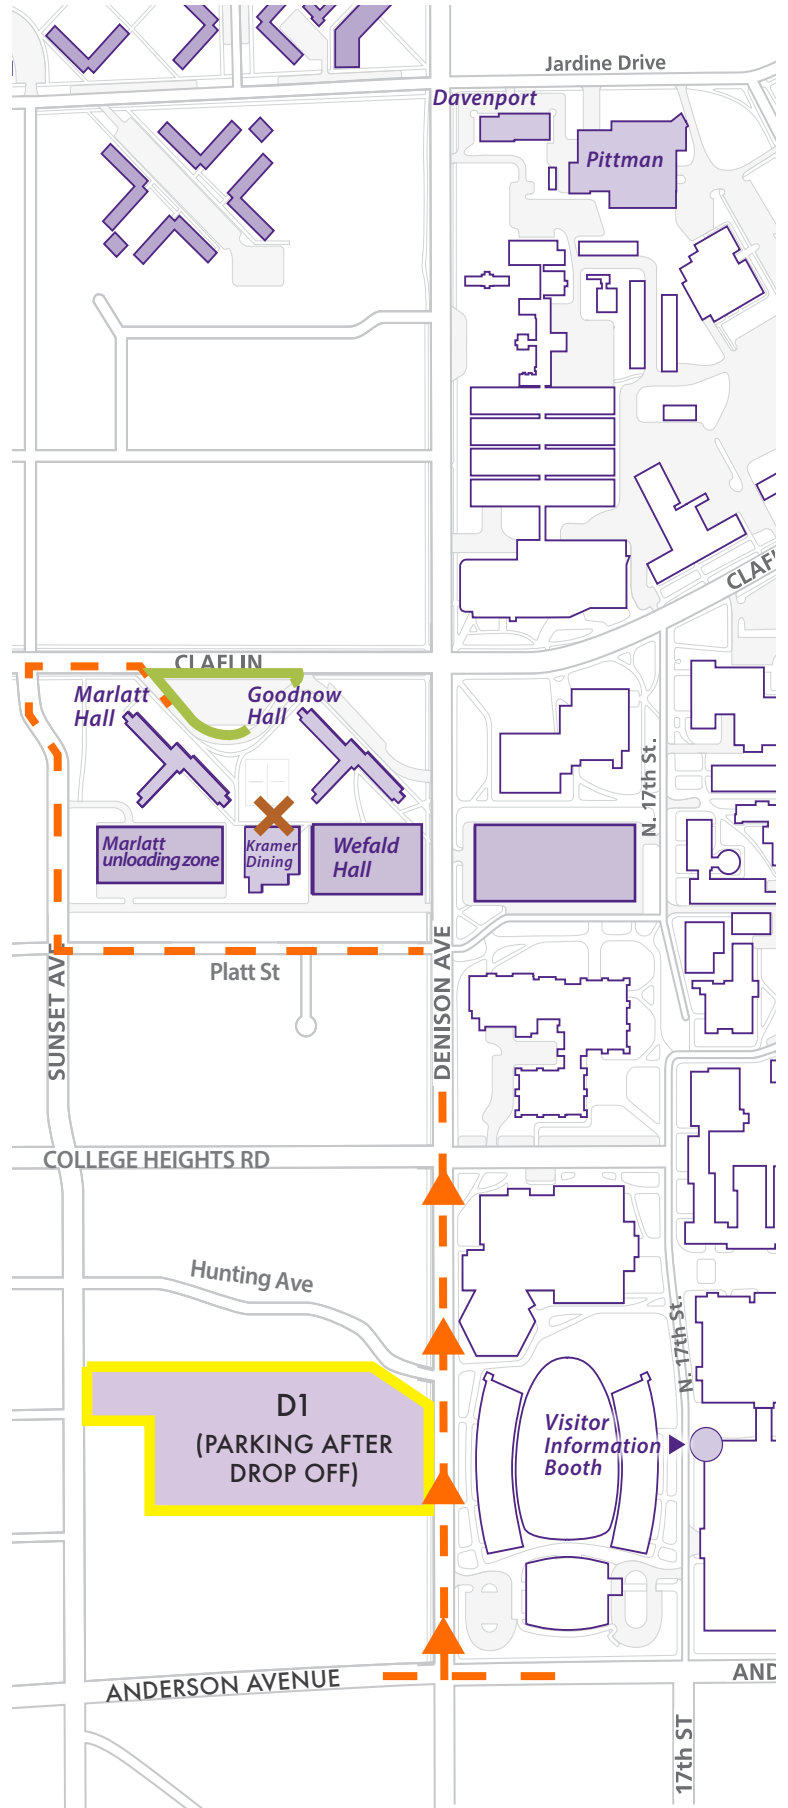 Jardine Drive
Davenport
Pittman
CLAFLIN
Marlatt
Hall
Goodnow
Hall
N. 17th St.
Marlatt
unloading zone
Kramer
Dining
Wefald
Hall
Platt St
SUNSET AVE
DENISON AVE
COLLEGE HEIGHTS RD
Hunting Ave
N. 17th St.
D1
(PARKING AFTER
DROP OFF)
Visitor
Information
Booth
ANDERSON AVENUE
AND
17th ST